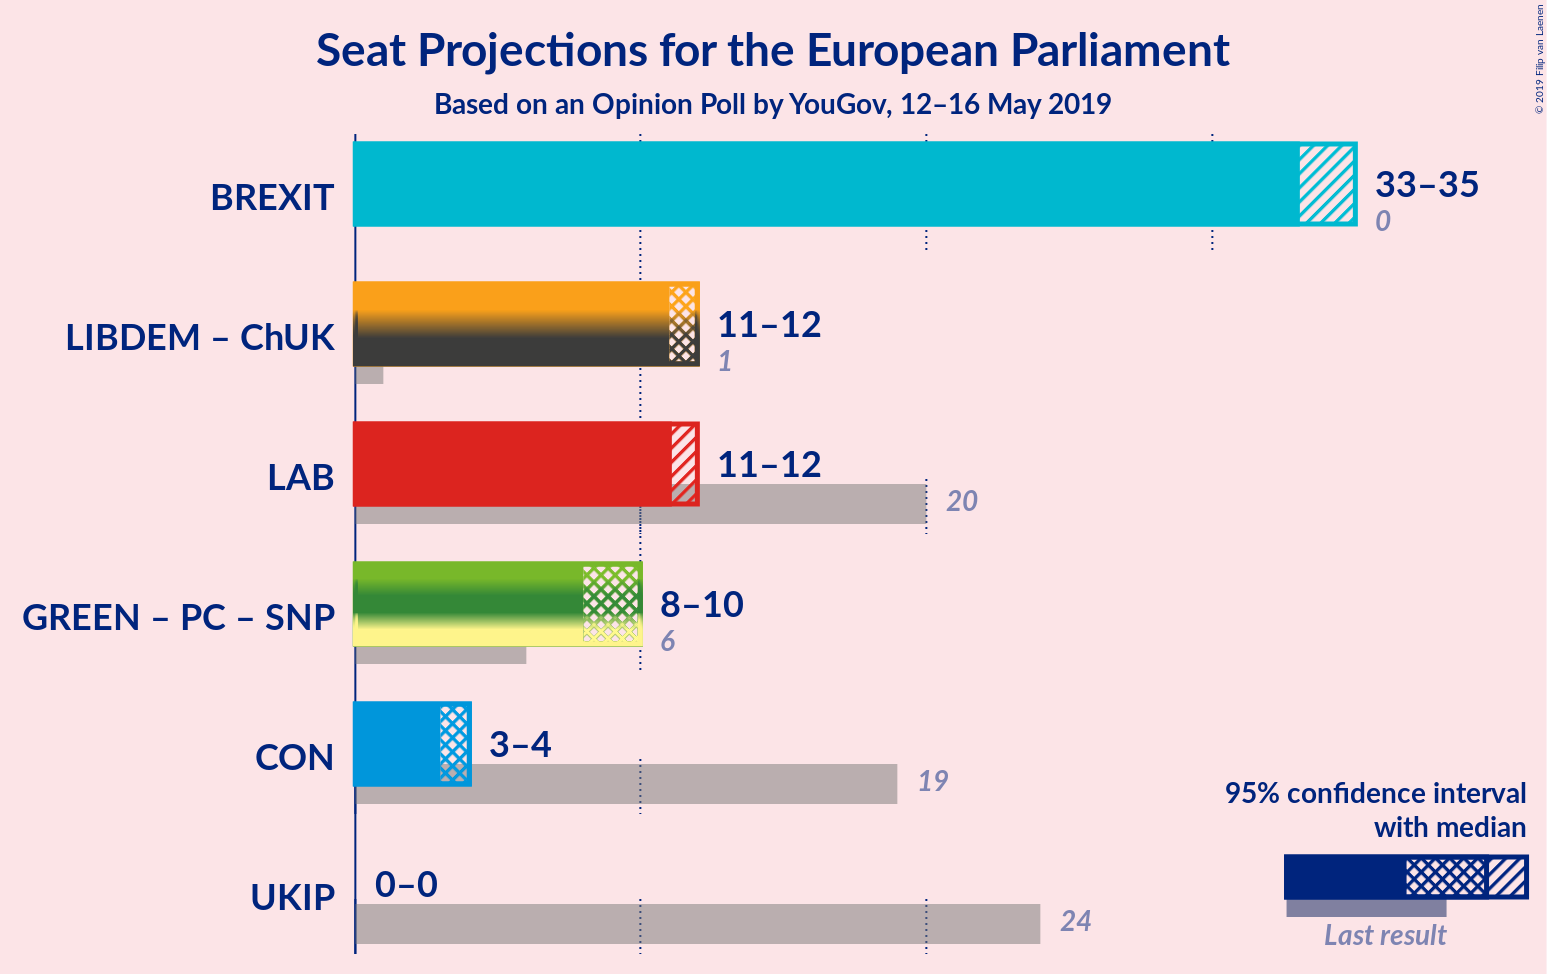 Seat Projections for the European Parliament
Based on an Opinion Poll by YouGov, 12–16 May 2019
© 2019 Filip van Laenen
BREXIT
33–35
0
LIBDEM – ChUK
11–12
1
LAB
11–12
20
GREEN – PC – SNP
8–10
6
CON
3–4
19
UKIP
0–0
24
95% confidence interval
with median
Last result